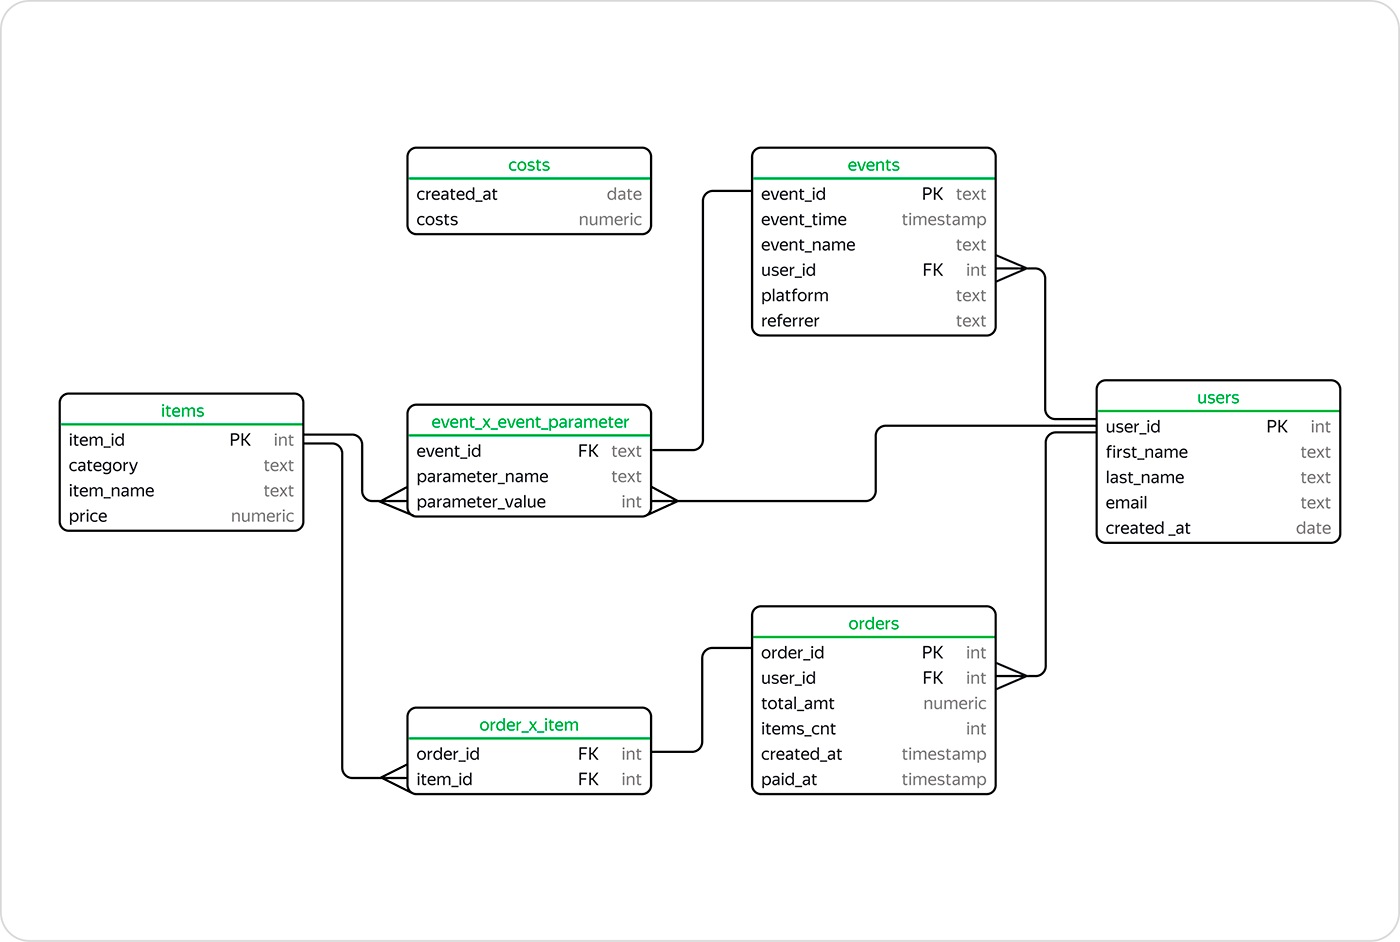 costs
created_at date
costs numeric
events
event_id PK text
event_time timestamp
event_name text
user_id FK int
platform text
referrer text
items
item_id PK int
category text
item_name text
price numeric
event_x_event_parameter
event_id FK text
parameter_name text
parameter_value int
users
user_id PK int
first_name text
last_name text
email text
created _at date
order_x_item
order_id FK int
item_id FK int
orders
order_id PK int
user_id FK int
total_amt numeric
items_cnt int
created_at timestamp
paid_at timestamp